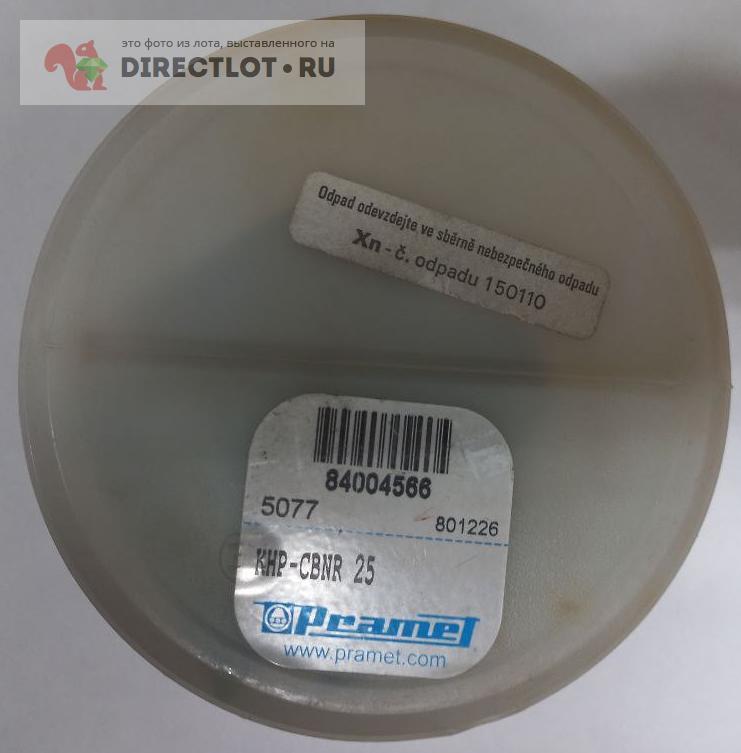 это фото из лота, выставленного на
DIRECTLOT•RU
Odpad odevzdejte ve sběrně nebezpečného odpadu
Xn - č. odpadu 150110
84004566
5077
801226
KHP-CBNR 25
Pramet
www.pramet.com